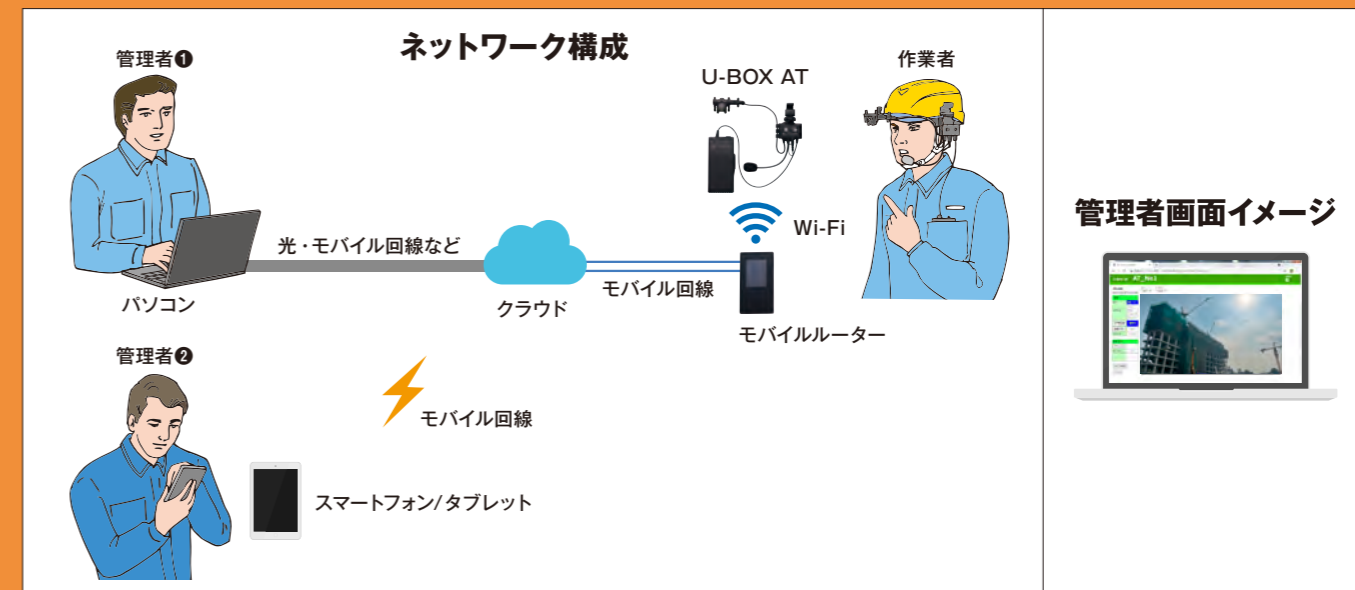 ネットワーク構成
管理者❶
U-BOX AT
作業者
Wi-Fi
光・モバイル回線など
モバイル回線
パソコン
クラウド
モバイルルーター
管理者❷
モバイル回線
スマートフォン/タブレット
管理者画面イメージ
AT_No.1